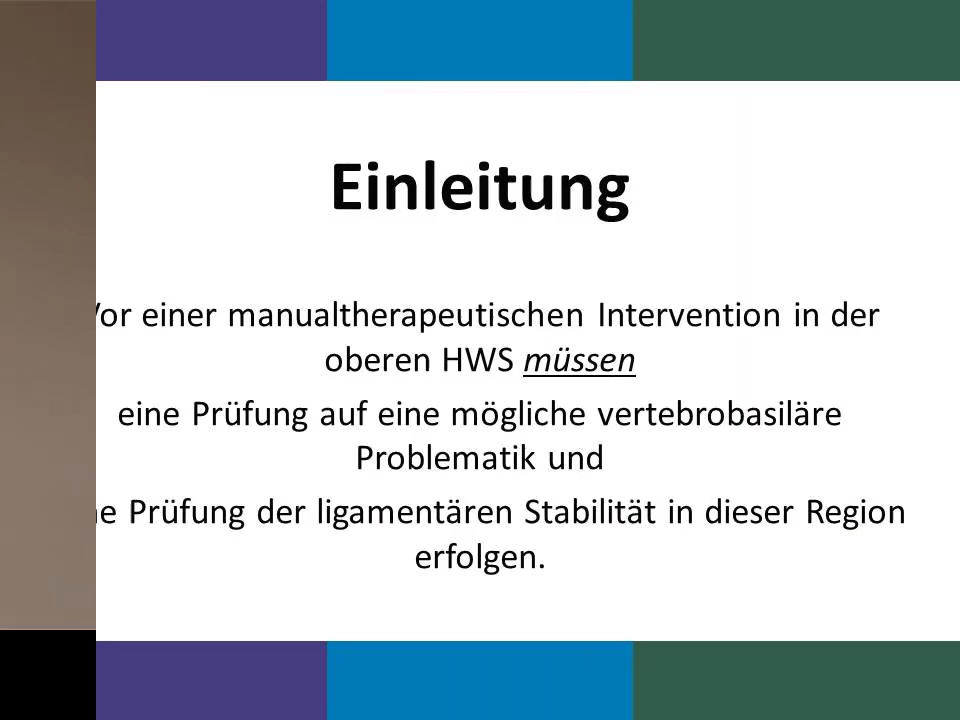 Einleitung
Vor einer manualtherapeutischen Intervention in der
oberen HWS müssen
eine Prüfung auf eine mögliche vertebrobasiläre
Problematik und
Prüfung der ligamentären Stabilität in dieser Region
erfolgen.